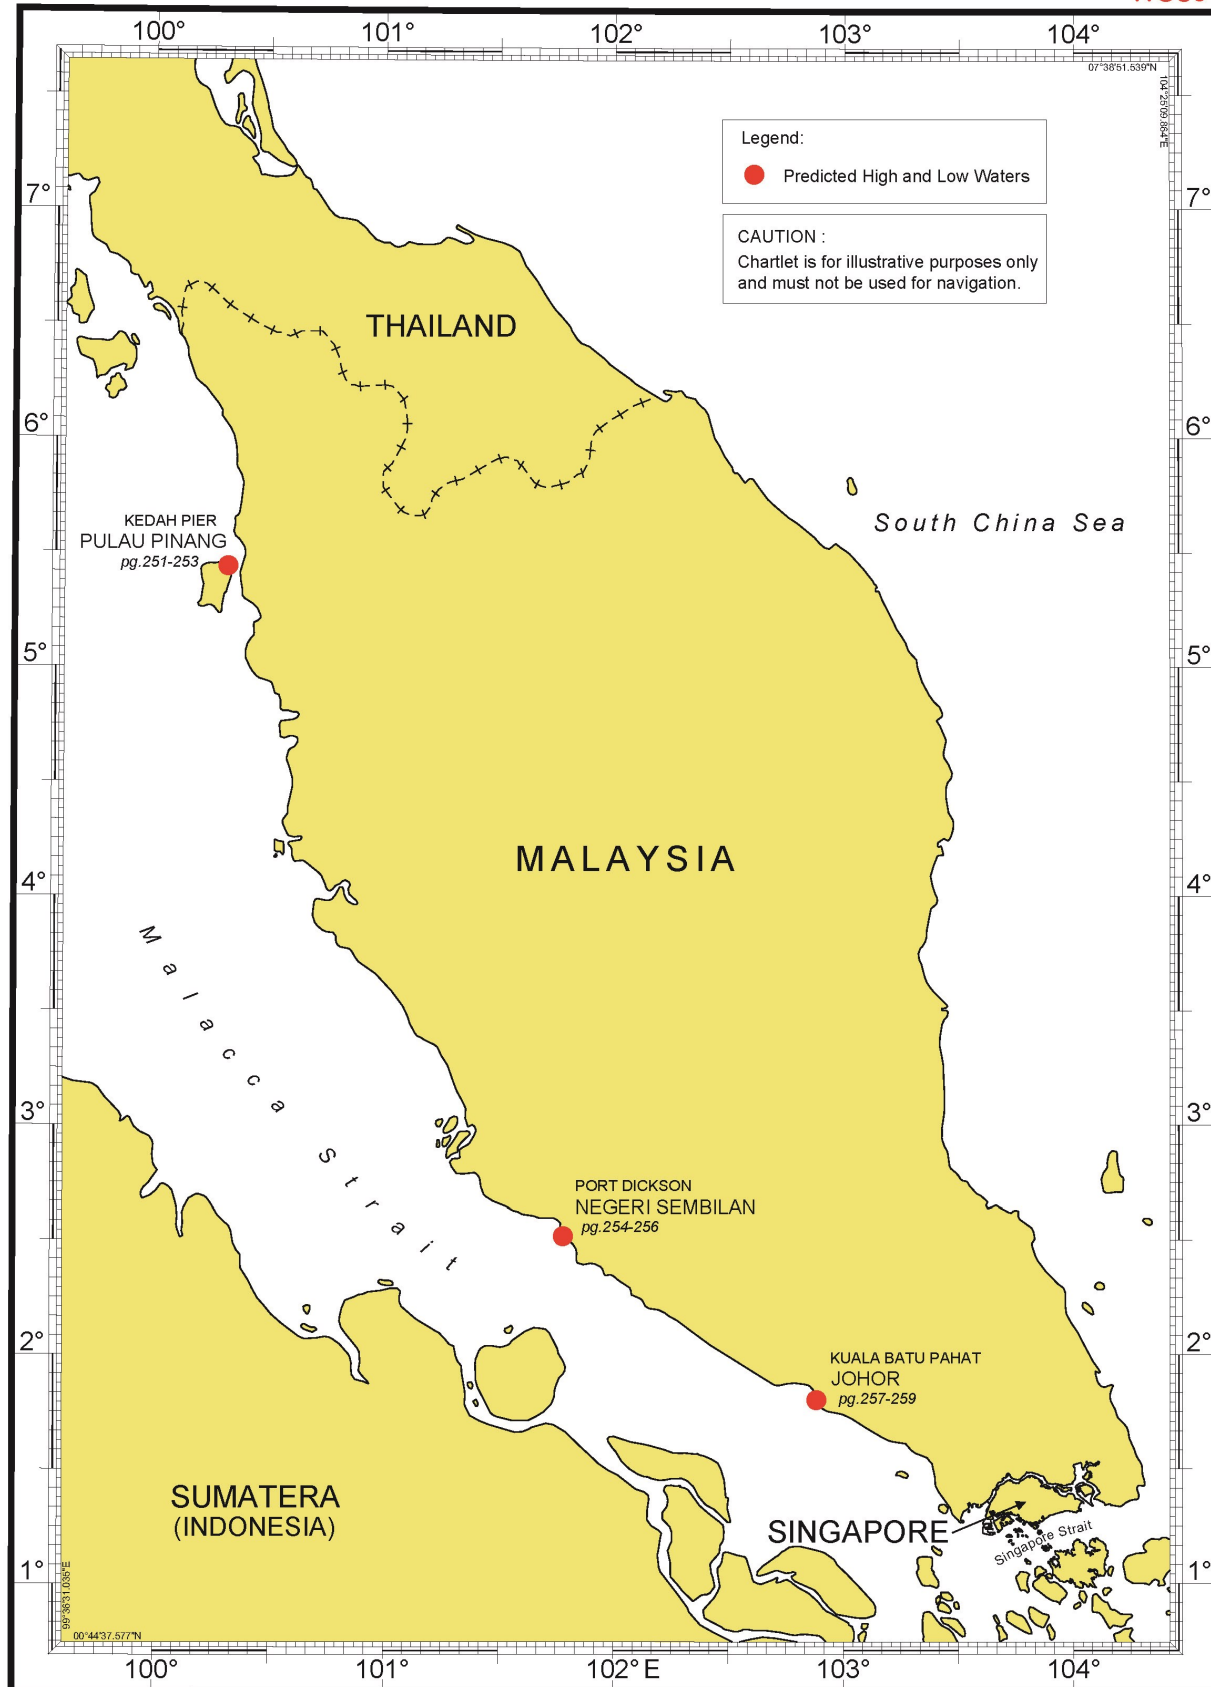 100°
101°
102°
103°
104°
07°38'51.539"N
104°25'09.864"E
Legend:
Predicted High and Low Waters
7°
7°
CAUTION :
Chartlet is for illustrative purposes only
and must not be used for navigation.
THAILAND
6°
6°
KEDAH PIER
PULAU PINANG
pg.251-253
South China Sea
5°
5°
MALAYSIA
4°
4°
Malacca Strait
3°
3°
PORT DICKSON
NEGERI SEMBILAN
pg.254-256
2°
2°
KUALA BATU PAHAT
JOHOR
pg.257-259
SUMATERA
(INDONESIA)
SINGAPORE
Singapore Strait
1°
1°
99°36'31.035"E
00°44'37.577"N
100°
101°
102° E
103°
104°